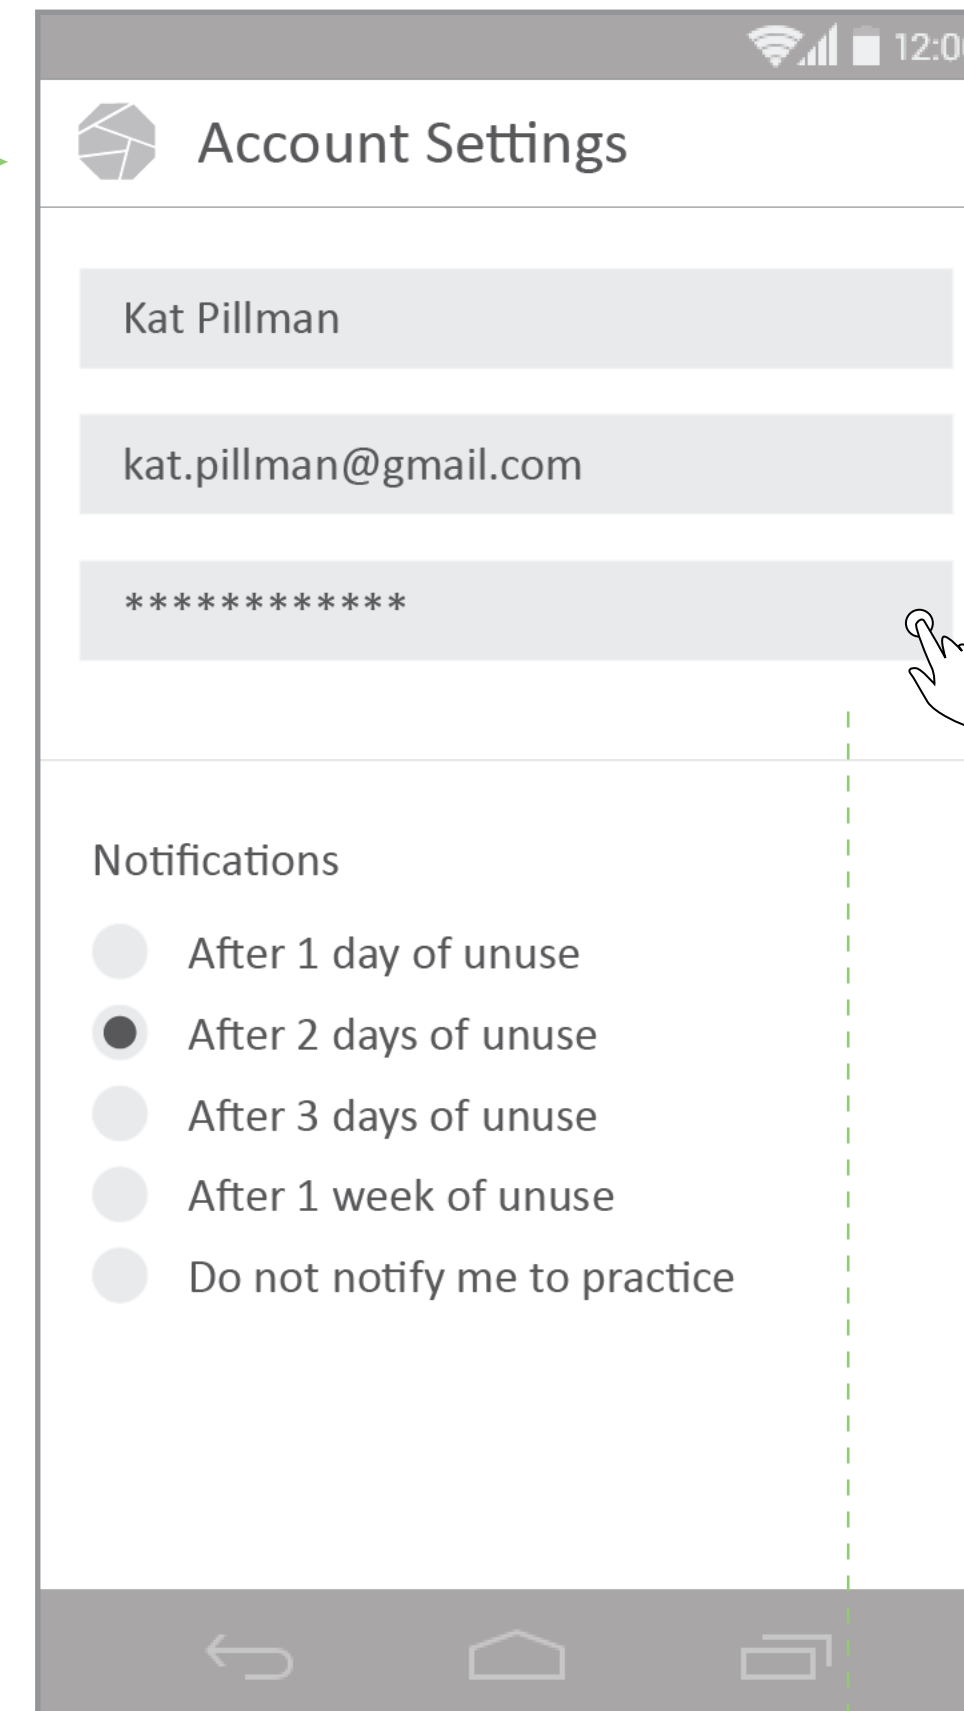 Account Settings
Kat Pillman
kat.pillman@gmail.com
************
Notifications
After 1 day of unuse
After 2 days of unuse
After 3 days of unuse
After 1 week of unuse
Do not notify me to practice